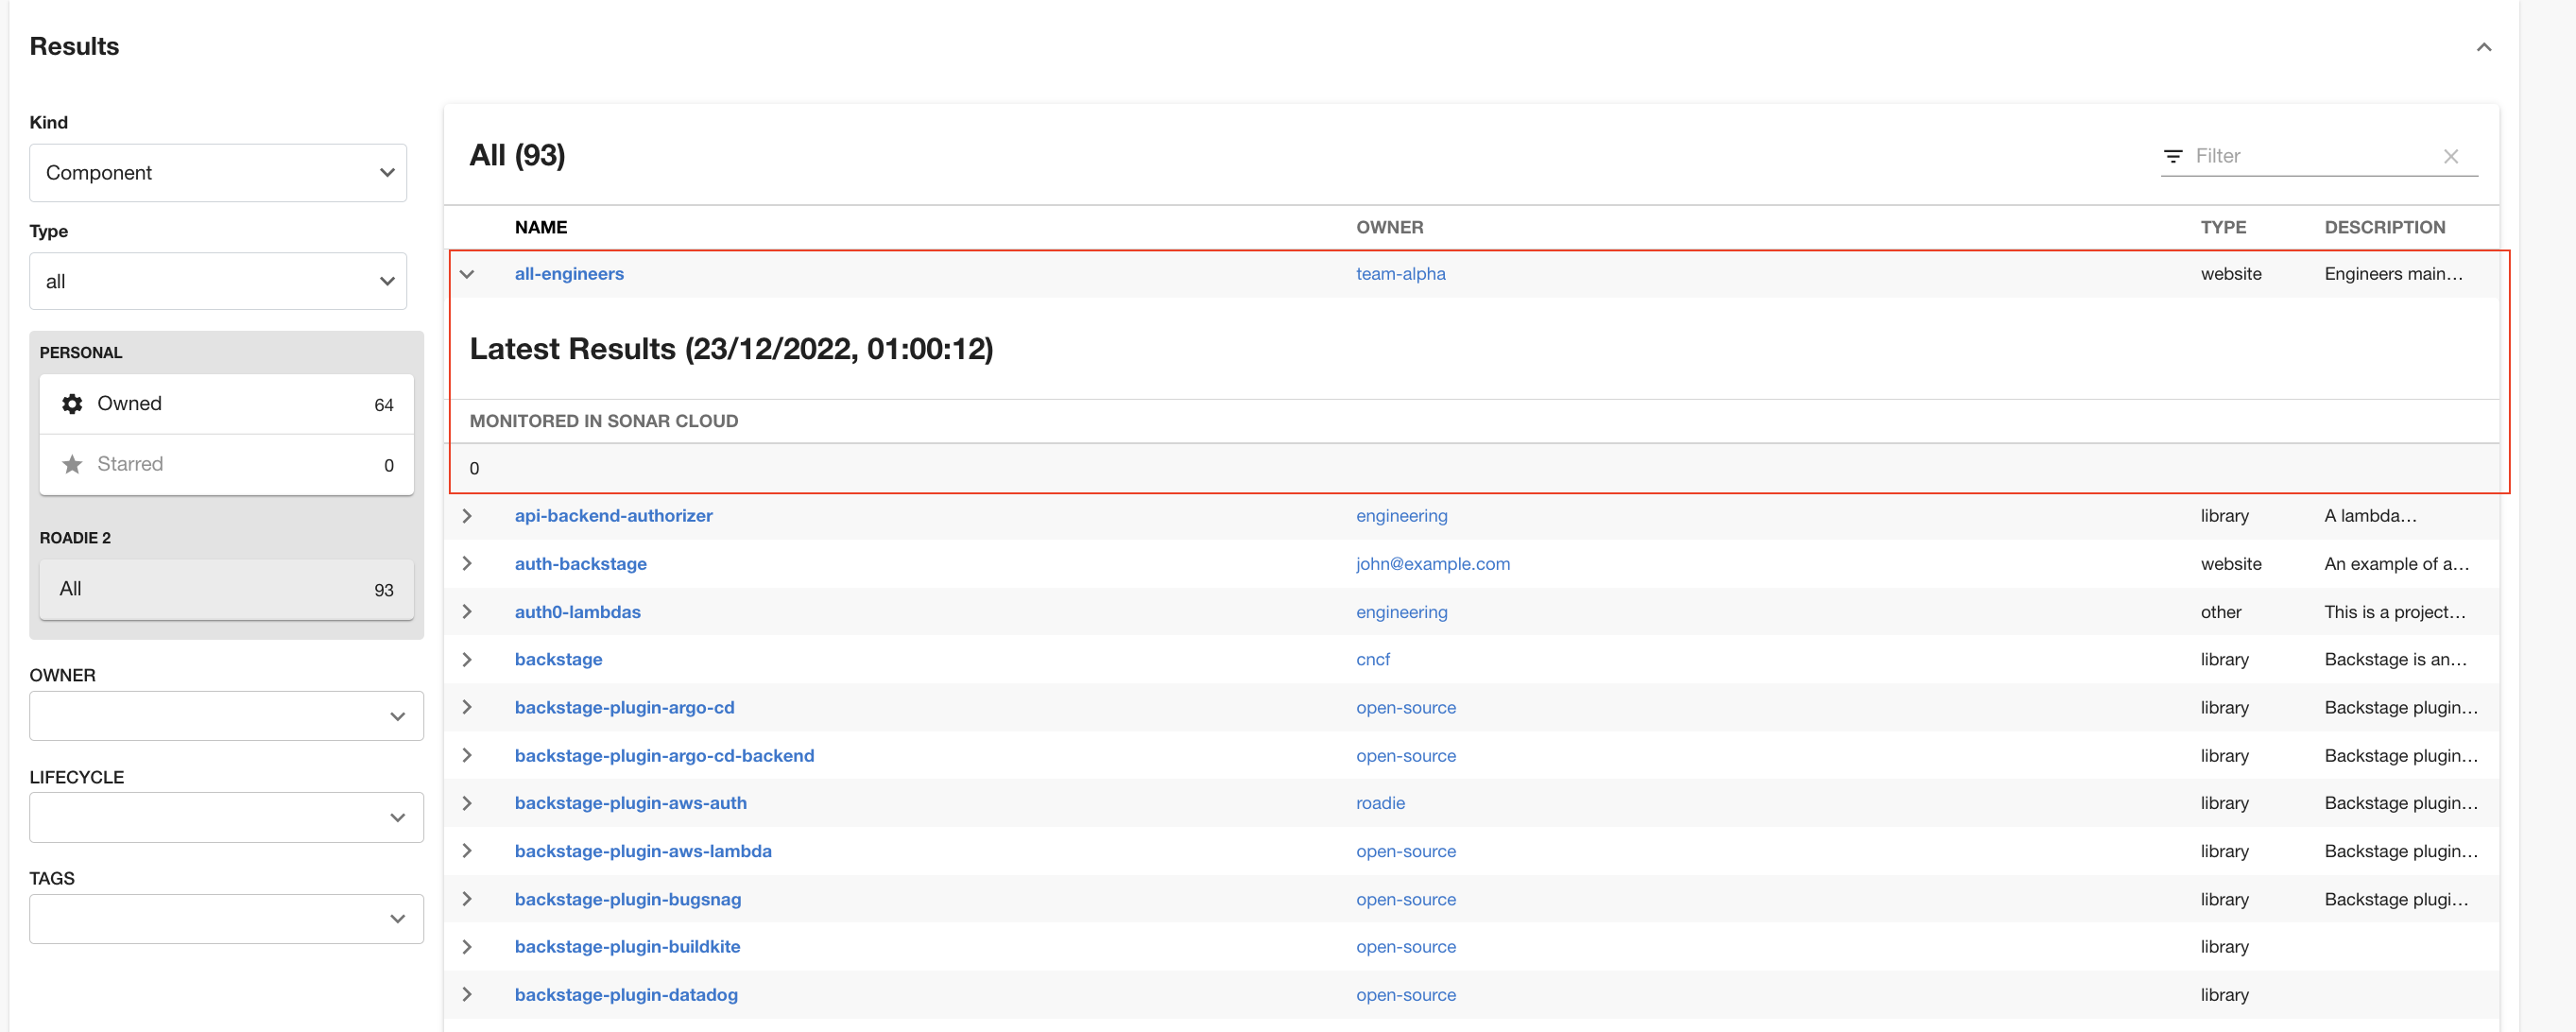 Results
Kind
Component
Type
all
PERSONAL
Owned 64
Starred 0
ROADIE 2
All 93
OWNER
LIFECYCLE
TAGS
All (93)
Filter
NAME OWNER TYPE DESCRIPTION
all-engineers team-alpha website Engineers main…
Latest Results (23/12/2022, 01:00:12)
MONITORED IN SONAR CLOUD
0
api-backend-authorizer engineering library A lambda…
auth-backstage john@example.com website An example of a…
auth0-lambdas engineering other This is a project…
backstage cncf library Backstage is an…
backstage-plugin-argo-cd open-source library Backstage plugin…
backstage-plugin-argo-cd-backend open-source library Backstage plugin…
backstage-plugin-aws-auth roadie library Backstage plugin…
backstage-plugin-aws-lambda open-source library Backstage plugin…
backstage-plugin-bugsnag open-source library Backstage plugi…
backstage-plugin-buildkite open-source library
backstage-plugin-datadog open-source library